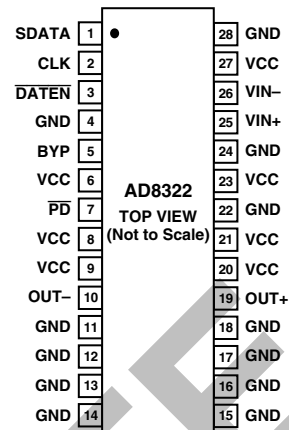 SDATA 1 28 GND
CLK 2 27 VCC
DATEN 3 26 VIN–
GND 4 25 VIN+
BYP 5 24 GND
VCC 6 23 VCC
AD8322
PD 7 22 GND
TOP VIEW
VCC 8 21 VCC
(Not to Scale)
VCC 9 20 VCC
OUT– 10 19 OUT+
GND 11 18 GND
GND 12 17 GND
GND 13 16 GND
GND 14 15 GND